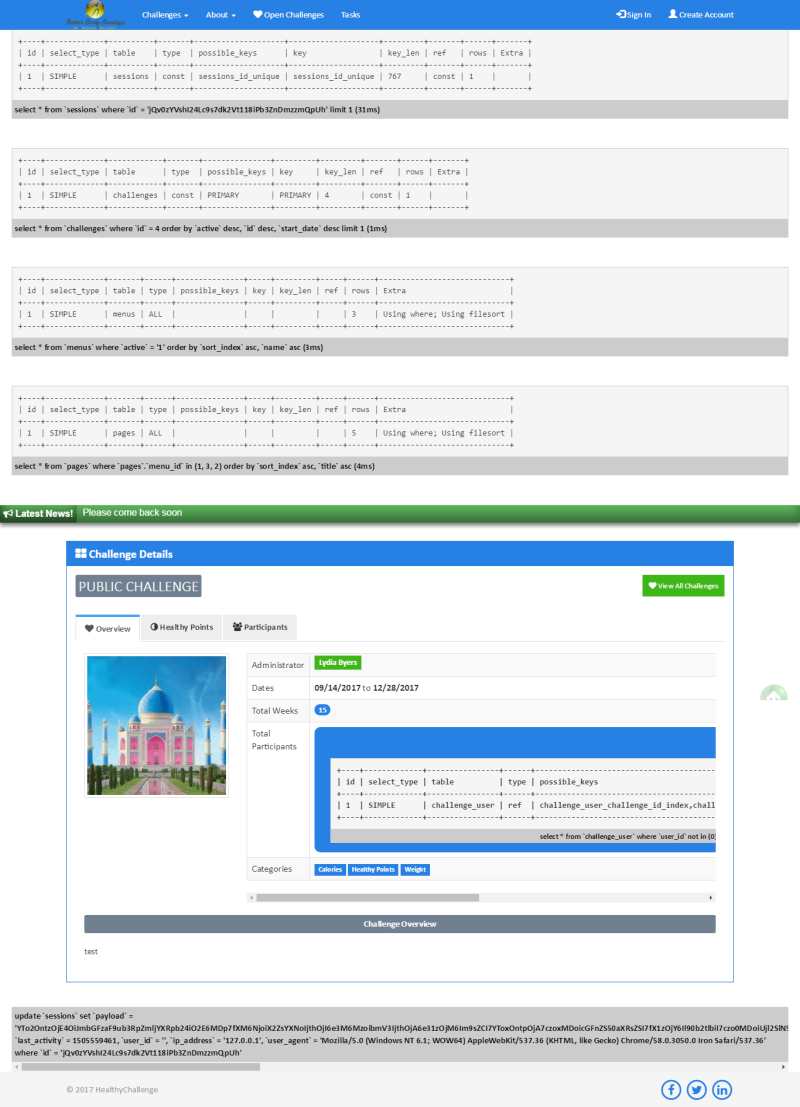 Challenges
About
Open Challenges
Tasks
Sign In
Create Account
+----+-------------+----------+-------+--------------------+--------------------+---------+-------+------+-------+
| id | select_type | table | type | possible_keys | key | key_len | ref | rows | Extra |
| 1 | SIMPLE | sessions | const | sessions_id_unique | sessions_id_unique | 767 | const | 1 | |
select * from `sessions` where `id` = 'jQv0zYVshI24Lc9s7dk2Vt118iPb3ZnDmzzmQpUh' limit 1 (31ms)
| id | select_type | table | type | possible_keys | key | key_len | ref | rows | Extra |
| 1 | SIMPLE | challenges | const | PRIMARY | PRIMARY | 4 | const | 1 | |
select * from `challenges` where `id` = 4 order by `active` desc, `id` desc, `start_date` desc limit 1 (1ms)
| id | select_type | table | type | possible_keys | key | key_len | ref | rows | Extra |
| 1 | SIMPLE | menus | ALL | | | | | 3 | Using where; Using filesort |
select * from `menus` where `active` = '1' order by `sort_index` asc, `name` asc (3ms)
| id | select_type | table | type | possible_keys | key | key_len | ref | rows | Extra |
| 1 | SIMPLE | pages | ALL | | | | | 5 | Using where; Using filesort |
select * from `pages` where `pages`.`menu_id` in (1, 3, 2) order by `sort_index` asc, `title` asc (4ms)
Latest News! Please come back soon
Challenge Details
PUBLIC CHALLENGE
View All Challenges
Overview
Healthy Points
Participants
Administrator Lydia Byers
Dates 09/14/2017 to 12/28/2017
Total Weeks 15
Total
Participants
| id | select_type | table | type | possible_keys
| 1 | SIMPLE | challenge_user | ref | challenge_user_challenge_id_index,chall
select * from `challenge_user` where `user_id` not in (0)
Categories Calories Healthy Points Weight
Challenge Overview
test
update `sessions` set `payload` =
`last_activity` = 1505559461, `user_id` = '', `ip_address` = '127.0.0.1', `user_agent` = 'Mozilla/5.0 (Windows NT 6.1; WOW64) AppleWebKit/537.36 (KHTML, like Gecko) Chrome/58.0.3050.0 Iron Safari/537.36'
where `id` = 'jQv0zYVshI24Lc9s7dk2Vt118iPb3ZnDmzzmQpUh'
© 2017 HealthyChallenge